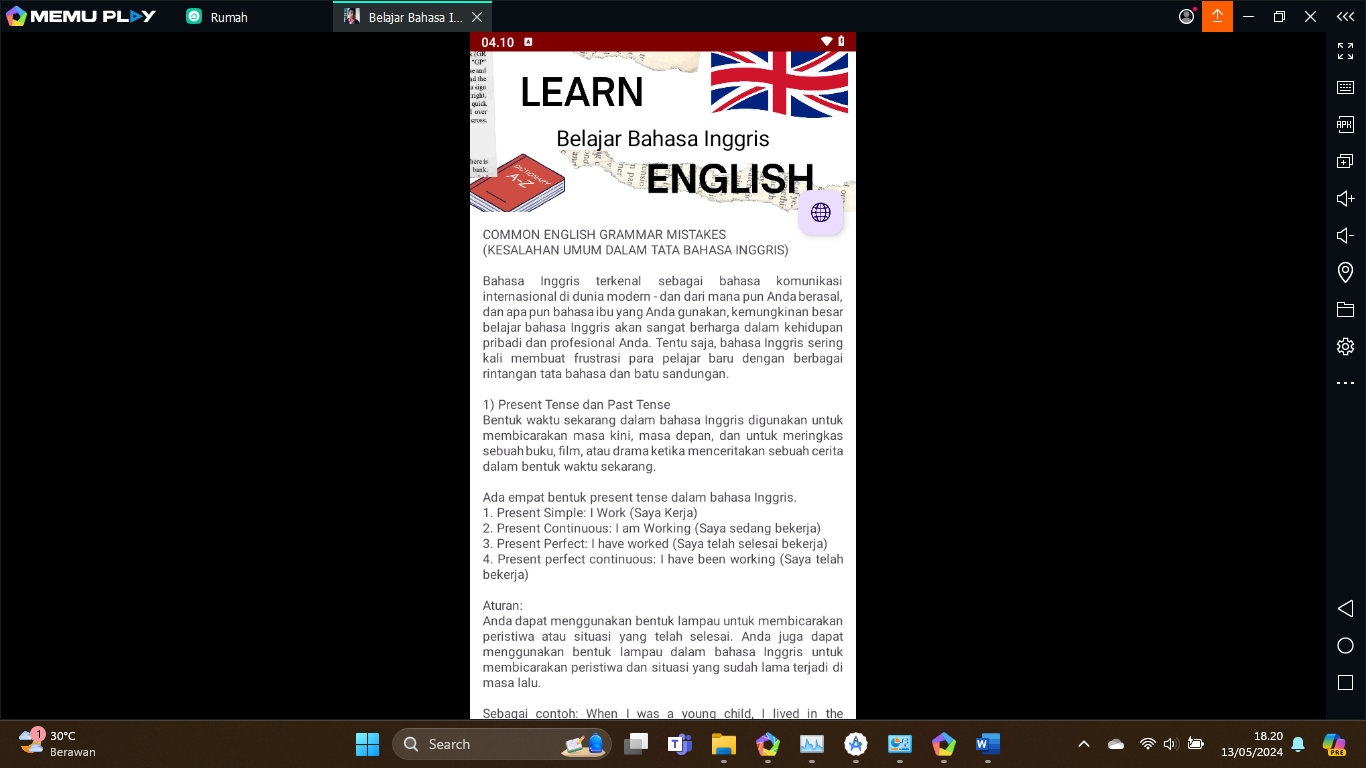 MEMU PLAY
Rumah
Belajar Bahasa I...
04.10
LEARN
Belajar Bahasa Inggris
DICTIONARY
A-Z
ENGLISH
COMMON ENGLISH GRAMMAR MISTAKES
(KESALAHAN UMUM DALAM TATA BAHASA INGGRIS)
Bahasa Inggris terkenal sebagai bahasa komunikasi
internasional di dunia modern - dan dari mana pun Anda berasal,
dan apa pun bahasa ibu yang Anda gunakan, kemungkinan besar
belajar bahasa Inggris akan sangat berharga dalam kehidupan
pribadi dan profesional Anda. Tentu saja, bahasa Inggris sering
kali membuat frustrasi para pelajar baru dengan berbagai
rintangan tata bahasa dan batu sandungan.
1) Present Tense dan Past Tense
Bentuk waktu sekarang dalam bahasa Inggris digunakan untuk
membicarakan masa kini, masa depan, dan untuk meringkas
sebuah buku, film, atau drama ketika menceritakan sebuah cerita
dalam bentuk waktu sekarang.
Ada empat bentuk present tense dalam bahasa Inggris.
1. Present Simple: I Work (Saya Kerja)
2. Present Continuous: I am Working (Saya sedang bekerja)
3. Present Perfect: I have worked (Saya telah selesai bekerja)
4. Present perfect continuous: I have been working (Saya telah
bekerja)
Aturan:
Anda dapat menggunakan bentuk lampau untuk membicarakan
peristiwa atau situasi yang telah selesai. Anda juga dapat
menggunakan bentuk lampau dalam bahasa Inggris untuk
membicarakan peristiwa dan situasi yang sudah lama terjadi di
masa lalu.
Sebagai contoh: When I was a young child, I lived in the
APK
1
30°C
Berawan
Search
18.20
13/05/2024
PRE